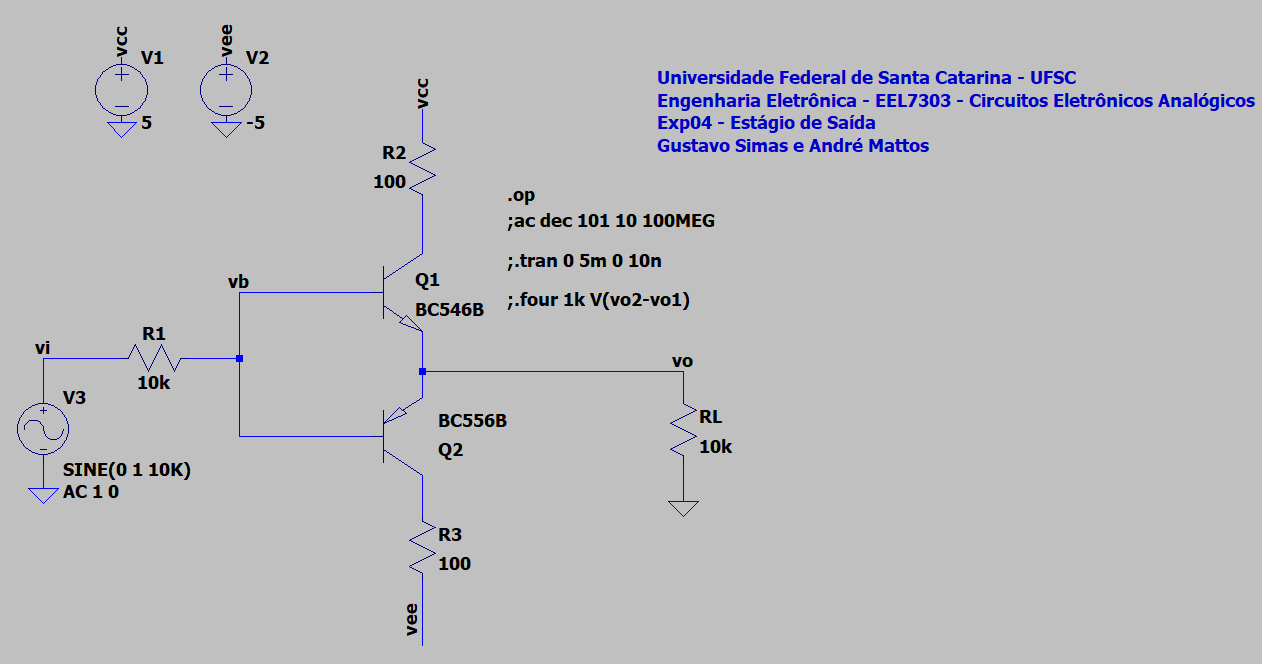 vcc
V1
5
vee
V2
-5
Universidade Federal de Santa Catarina - UFSC
Engenharia Eletrônica - EEL7303 - Circuitos Eletrônicos Analógicos
Exp04 - Estágio de Saída
Gustavo Simas e André Mattos
vcc
R2
100
.op
;ac dec 101 10 100MEG
;.tran 0 5m 0 10n
;.four 1k V(vo2-vo1)
vb
Q1
BC546B
vi
R1
10k
vo
V3
SINE(0 1 10K)
AC 1 0
BC556B
Q2
RL
10k
R3
100
vee